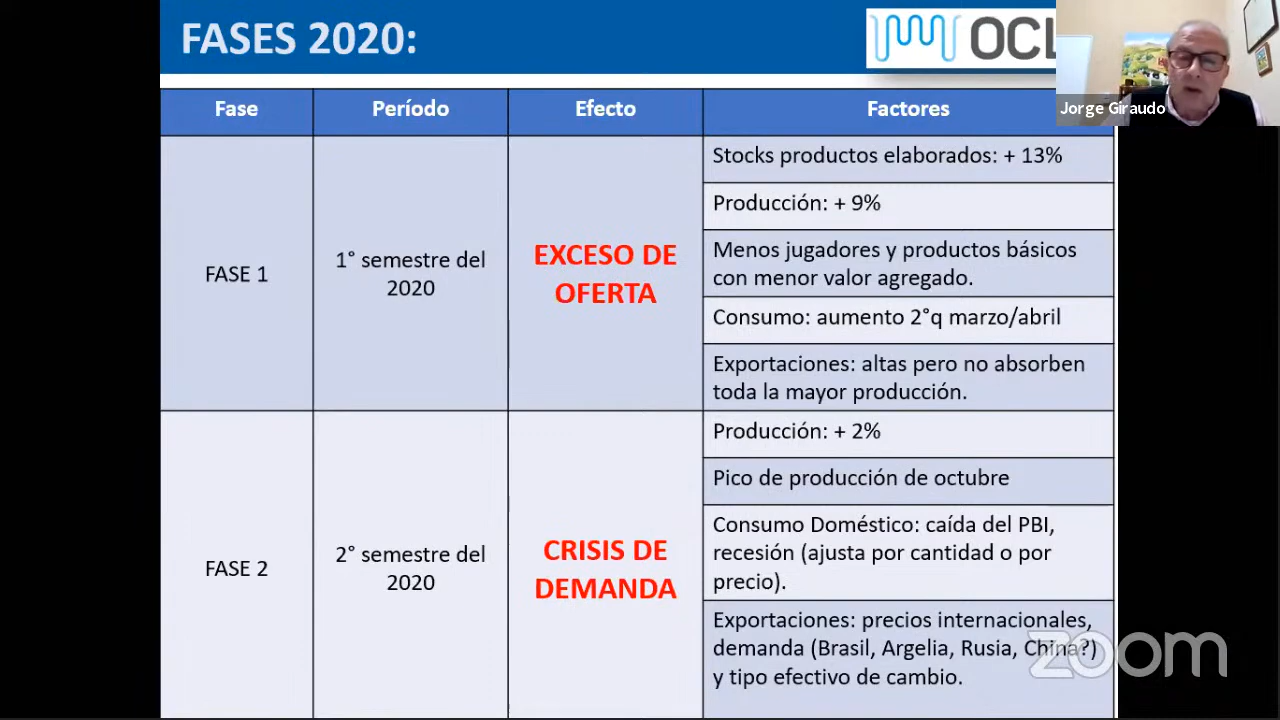 FASES 2020:
OCL
Jorge Giraudo
Fase
Período
Efecto
Factores
FASE 1
1° semestre del
2020
EXCESO DE
OFERTA
Stocks productos elaborados: + 13%
Producción: + 9%
Menos jugadores y productos básicos
con menor valor agregado.
Consumo: aumento 2°q marzo/abril
Exportaciones: altas pero no absorben
toda la mayor producción.
FASE 2
2° semestre del
2020
CRISIS DE
DEMANDA
Producción: + 2%
Pico de producción de octubre
Consumo Doméstico: caída del PBI,
recesión (ajusta por cantidad o por
precio).
Exportaciones: precios internacionales,
demanda (Brasil, Argelia, Rusia, China?)
y tipo efectivo de cambio.
zoom